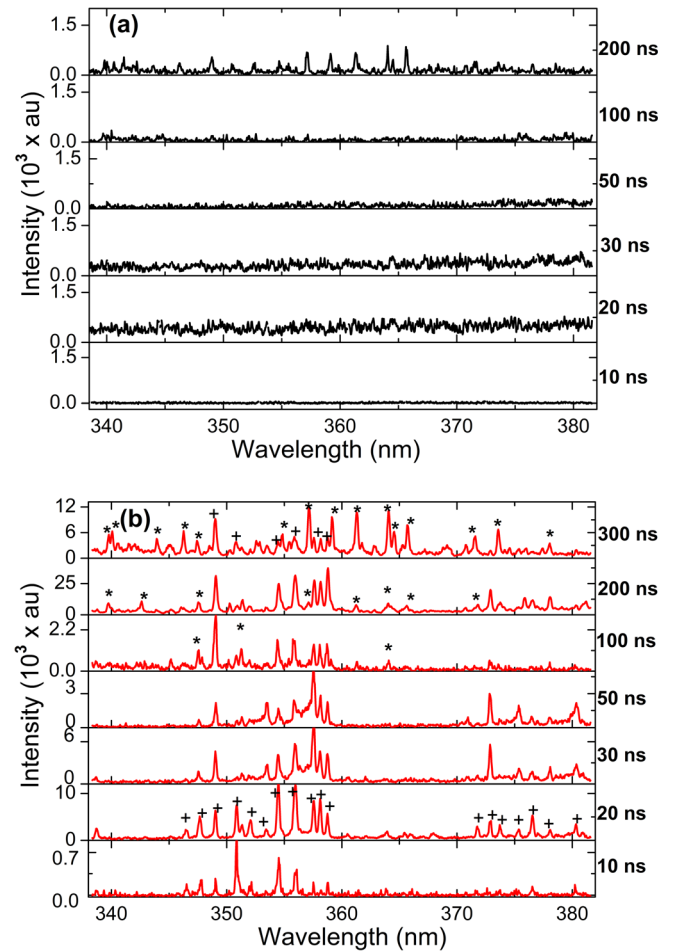 (a)
1.5
0.0
200 ns
1.5
0.0
100 ns
1.5
0.0
50 ns
1.5
0.0
30 ns
1.5
0.0
20 ns
1.5
0.0
10 ns
Intensity (10³ x au)
340 350 360 370 380
Wavelength (nm)
(b)
12
6
0
300 ns
25
0
200 ns
2.2
0.0
100 ns
3
0
50 ns
6
0
30 ns
10
0
20 ns
0.7
0.0
10 ns
Intensity (10³ x au)
340 350 360 370 380
Wavelength (nm)